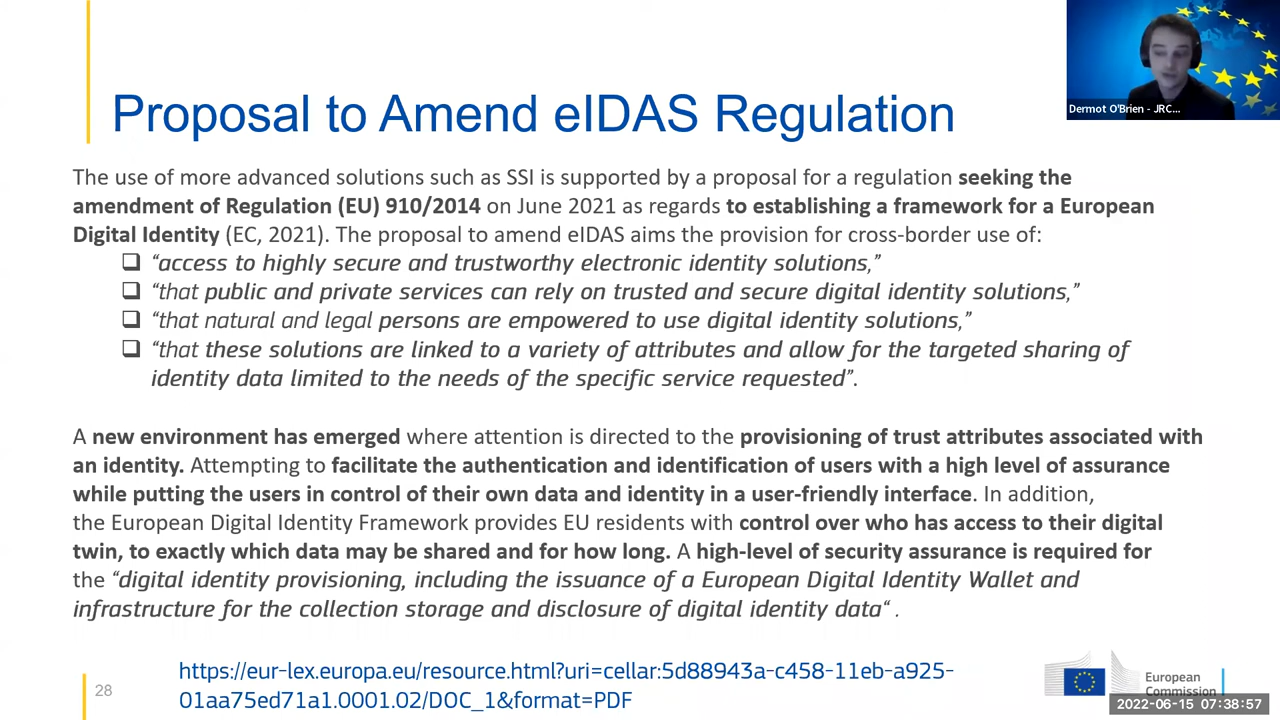 Dermot O'Brien - JRC...
Proposal to Amend eIDAS Regulation
The use of more advanced solutions such as SSI is supported by a proposal for a regulation seeking the
amendment of Regulation (EU) 910/2014 on June 2021 as regards to establishing a framework for a European
Digital Identity (EC, 2021). The proposal to amend eIDAS aims the provision for cross-border use of:
❑ “access to highly secure and trustworthy electronic identity solutions,”
❑ “that public and private services can rely on trusted and secure digital identity solutions,”
❑ “that natural and legal persons are empowered to use digital identity solutions,”
❑ “that these solutions are linked to a variety of attributes and allow for the targeted sharing of
identity data limited to the needs of the specific service requested”.
A new environment has emerged where attention is directed to the provisioning of trust attributes associated with
an identity. Attempting to facilitate the authentication and identification of users with a high level of assurance
while putting the users in control of their own data and identity in a user-friendly interface. In addition,
the European Digital Identity Framework provides EU residents with control over who has access to their digital
twin, to exactly which data may be shared and for how long. A high-level of security assurance is required for
the “digital identity provisioning, including the issuance of a European Digital Identity Wallet and
infrastructure for the collection storage and disclosure of digital identity data“ .
https://eur-lex.europa.eu/resource.html?uri=cellar:5d88943a-c458-11eb-a925-
01aa75ed71a1.0001.02/DOC_1&format=PDF
28
European
Commission
2022-06-15 07:38:57